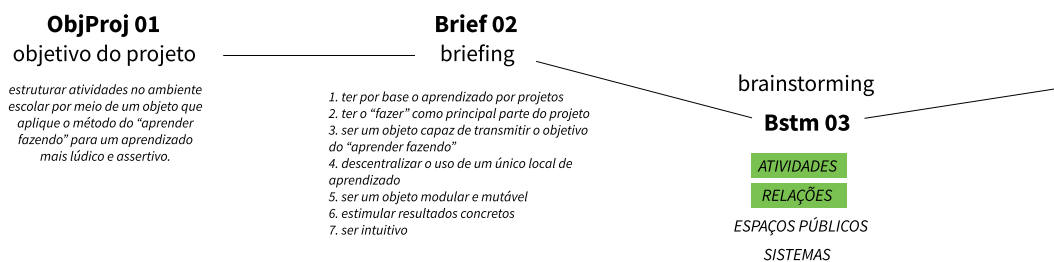 ObjProj 01
objetivo do projeto
estruturar atividades no ambiente
escolar por meio de um objeto que
aplique o método do “aprender
fazendo” para um aprendizado
mais lúdico e assertivo.
Brief 02
briefing
1. ter por base o aprendizado por projetos
2. ter o “fazer” como principal parte do projeto
3. ser um objeto capaz de transmitir o objetivo
do “aprender fazendo”
4. descentralizar o uso de um único local de
aprendizado
5. ser um objeto modular e mutável
6. estimular resultados concretos
7. ser intuitivo
brainstorming
Bstm 03
ATIVIDADES
RELAÇÕES
ESPAÇOS PÚBLICOS
SISTEMAS